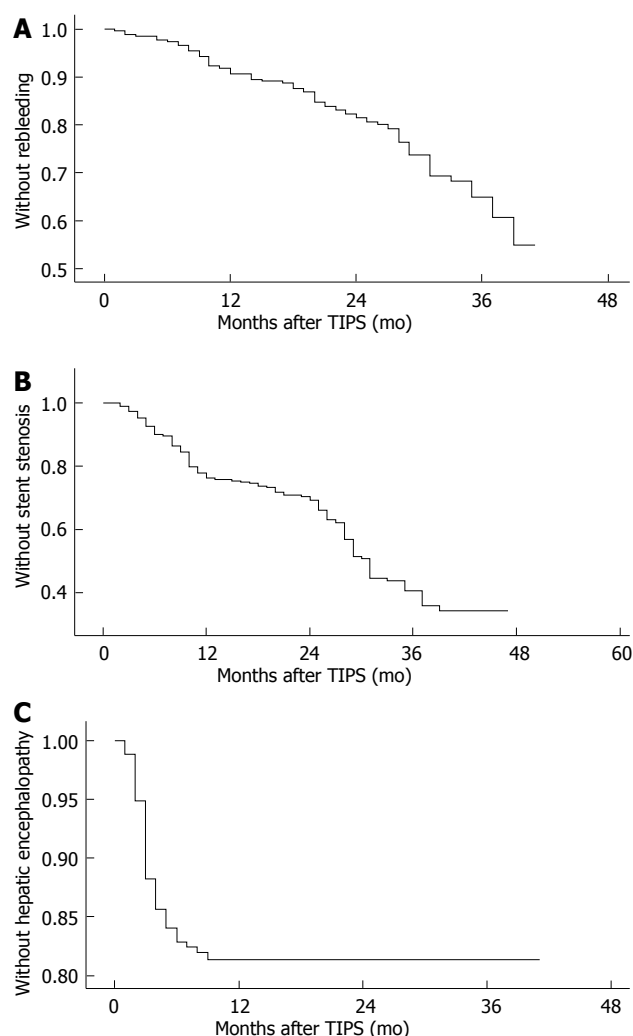 A
Without rebleeding
1.0
0.9
0.8
0.7
0.6
0.5
0 12 24 36 48
Months after TIPS (mo)
B
Without stent stenosis
1.0
0.8
0.6
0.4
0 12 24 36 48 60
Months after TIPS (mo)
C
Without hepatic encephalopathy
1.00
0.95
0.90
0.85
0.80
0 12 24 36 48
Months after TIPS (mo)